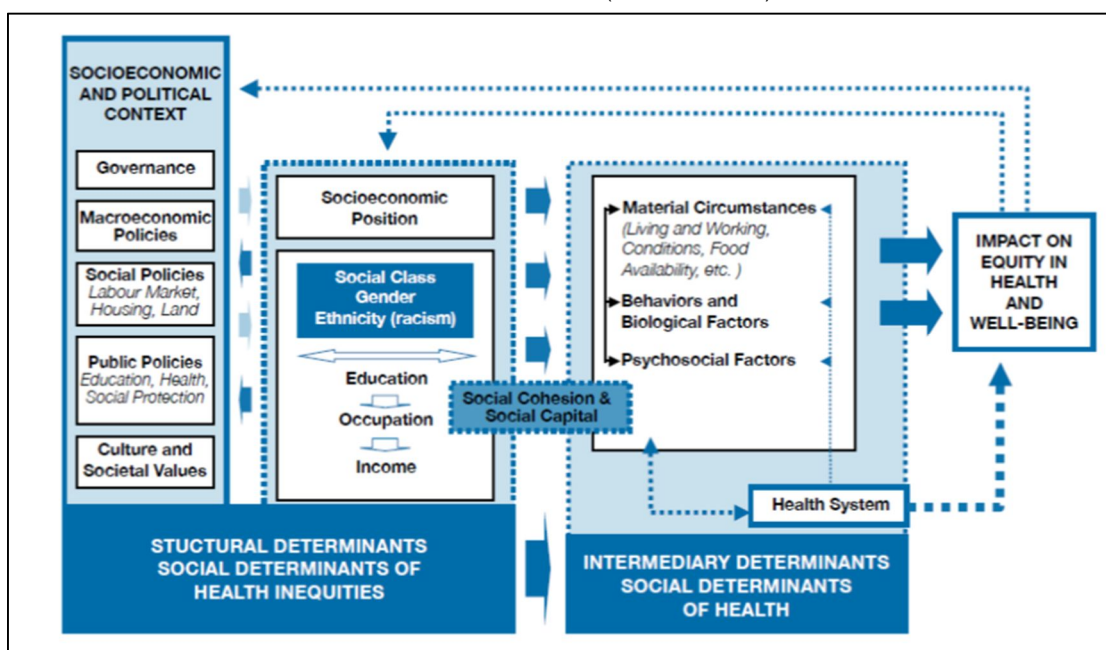 SOCIOECONOMIC
AND POLITICAL
CONTEXT
Governance
Macroeconomic
Policies
Social Policies
Labour Market,
Housing, Land
Public Policies
Education, Health,
Social Protection
Culture and
Societal Values
Socioeconomic
Position
Social Class
Gender
Ethnicity (racism)
Education
Occupation
Income
Social Cohesion &
Social Capital
Material Circumstances
(Living and Working,
Conditions, Food
Availability, etc. )
Behaviors and
Biological Factors
Psychosocial Factors
Health System
IMPACT ON
EQUITY IN
HEALTH
AND
WELL-BEING
STUCTURAL DETERMINANTS
SOCIAL DETERMINANTS OF
HEALTH INEQUITIES
INTERMEDIARY DETERMINANTS
SOCIAL DETERMINANTS
OF HEALTH